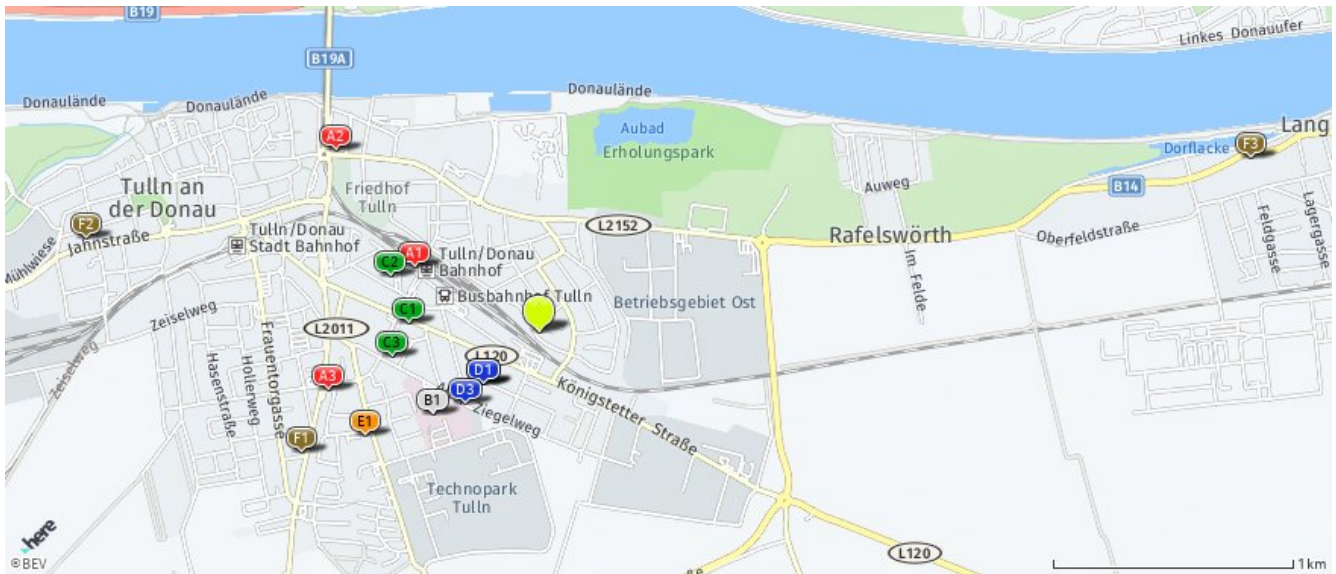 B19
Linkes Donauufer
B19A
Donaulände
Donaulände
Donaulände
A2
Aubad
Erholungspark
Lang
F3
Dorflacke
Tulln an
der Donau
Friedhof
Tulln
Auweg
B14
F2
Jahnstraße
Mühlwiese
Tulln/Donau
Stadt Bahnhof
L2152
Rafelswörth
Oberfeldstraße
Feldgasse
Lagergasse
Im Felde
A1
C2
Tulln/Donau
Bahnhof
Busbahnhof Tulln
Betriebsgebiet Ost
Zeiselweg
C1
L2011
C3
Zeiselweg
Hasenstraße
Hollerweg
Frauentorgasse
L120
D1
A3
D3
B1
Ziegelweg
Königstetter Straße
E1
F1
Technopark
Tulln
here
©BEV
L120
1km